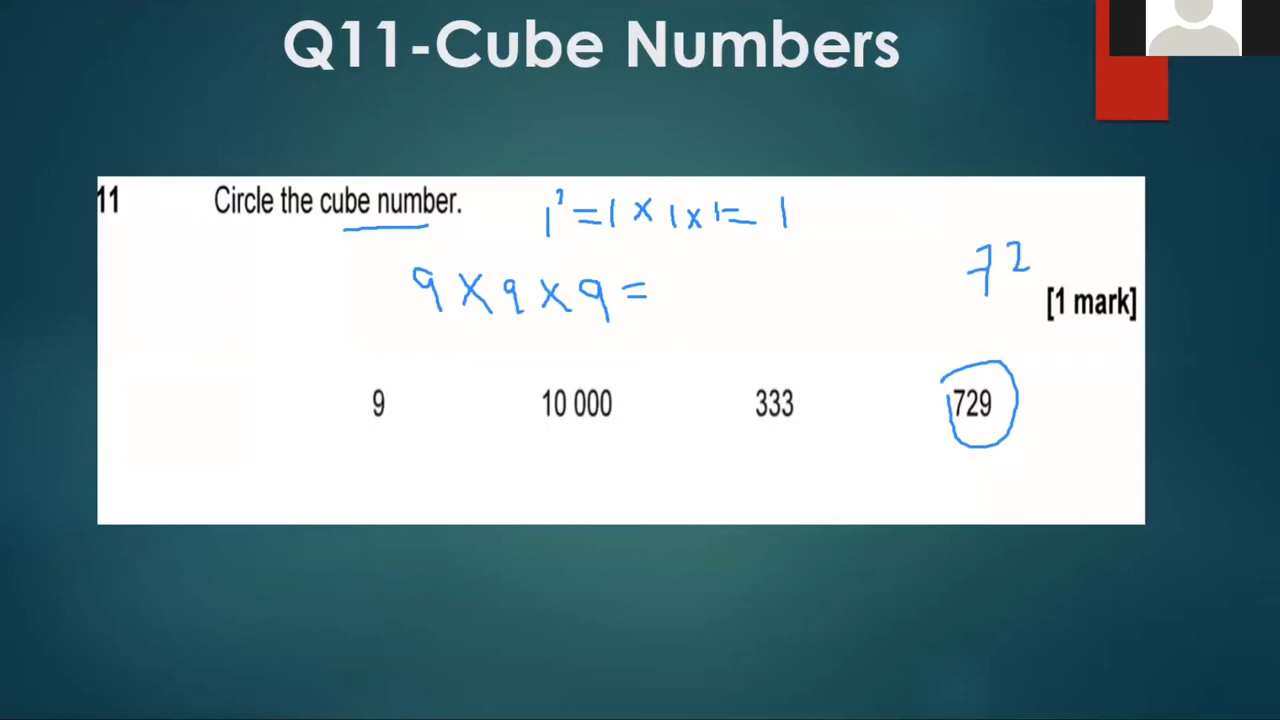 Q11-Cube Numbers
11 Circle the cube number. 1³ = 1 × 1 × 1 = 1
9 × 9 × 9 =
72
[1 mark]
9 10 000 333 729